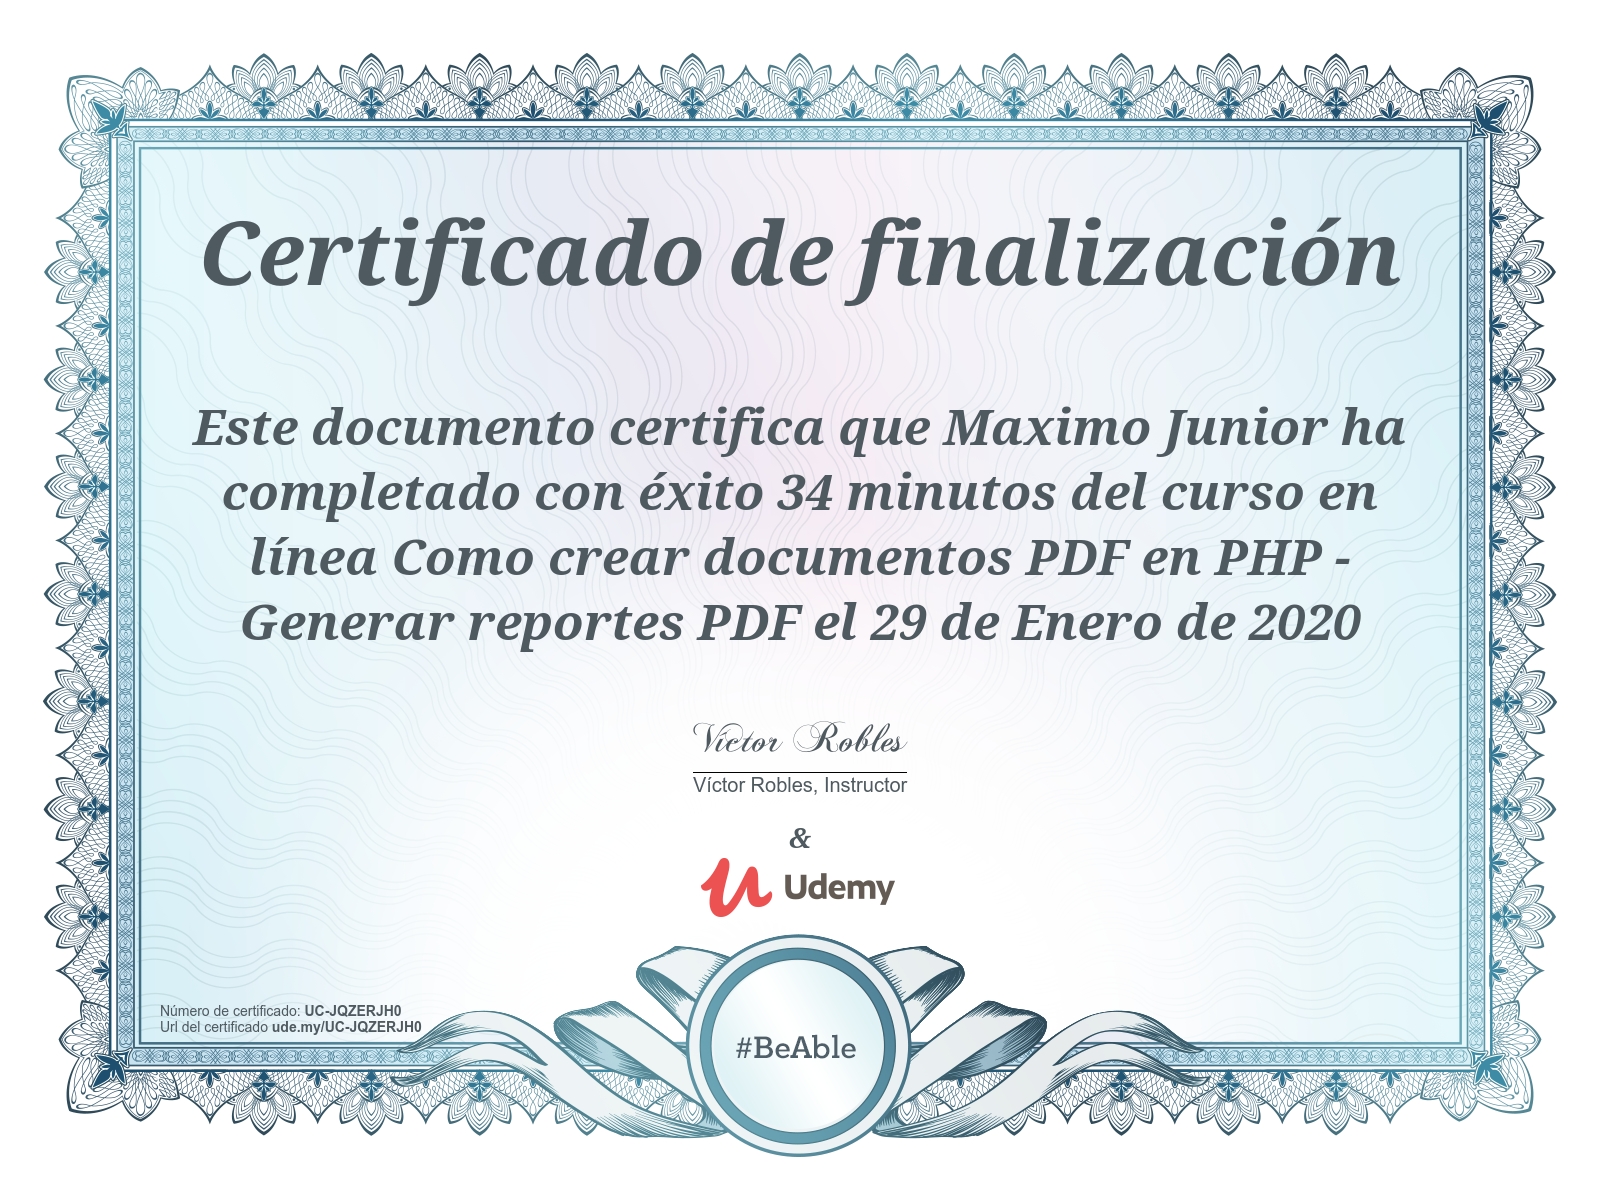 Certificado de finalización
Este documento certifica que Maximo Junior ha
completado con éxito 34 minutos del curso en
línea Como crear documentos PDF en PHP -
Generar reportes PDF el 29 de Enero de 2020
Víctor Robles
Víctor Robles, Instructor
&
Udemy
Número de certificado: UC-JQZERJH0
Url del certificado ude.my/UC-JQZERJH0
#BeAble